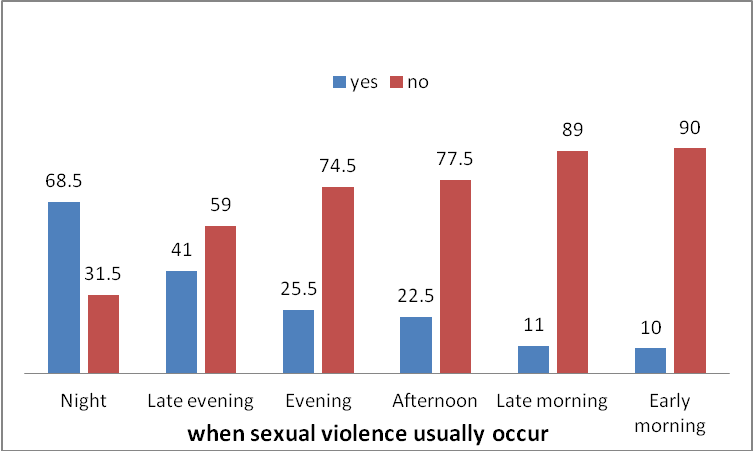 yes no
89 90
74.5 77.5
68.5
59
41
31.5
25.5
22.5
11 10
Night Late evening Evening Afternoon Late morning Early
morning
when sexual violence usually occur